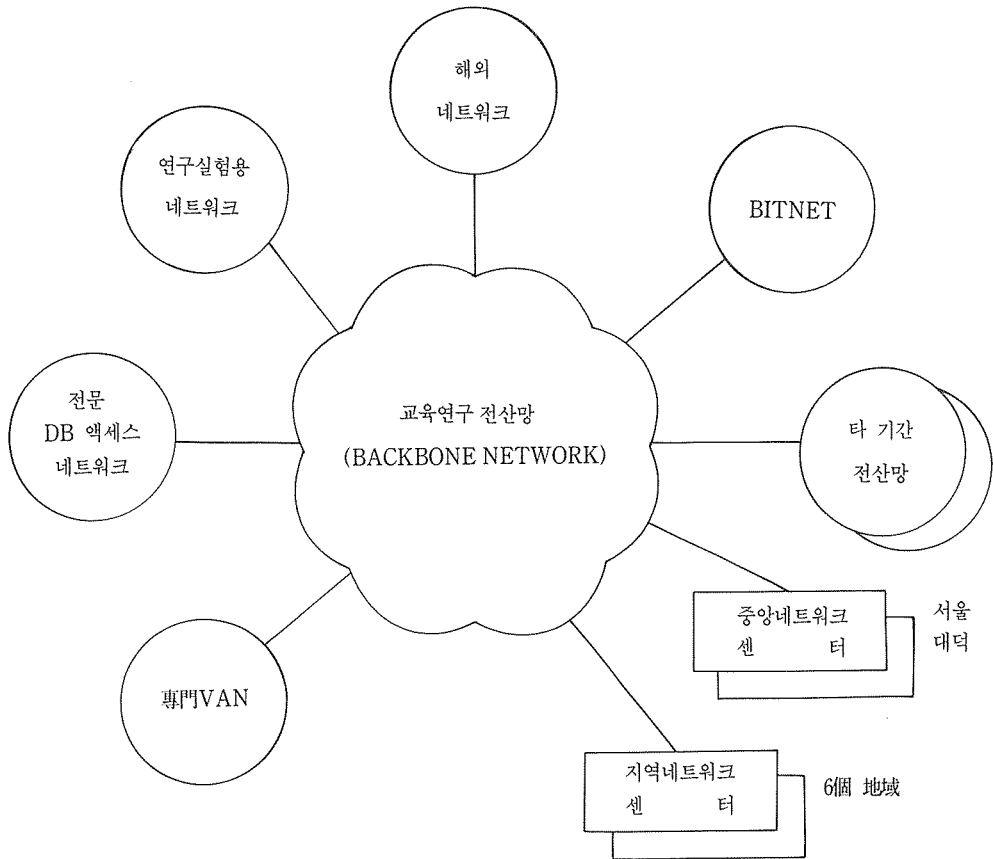 해외
네트워크
연구실험용
네트워크
BITNET
전문
DB 액세스
네트워크
교육연구 전산망
(BACKBONE NETWORK)
타 기간
전산망
중앙네트워크
센 터
서울
대덕
專門VAN
지역네트워크
센 터
6個 地域